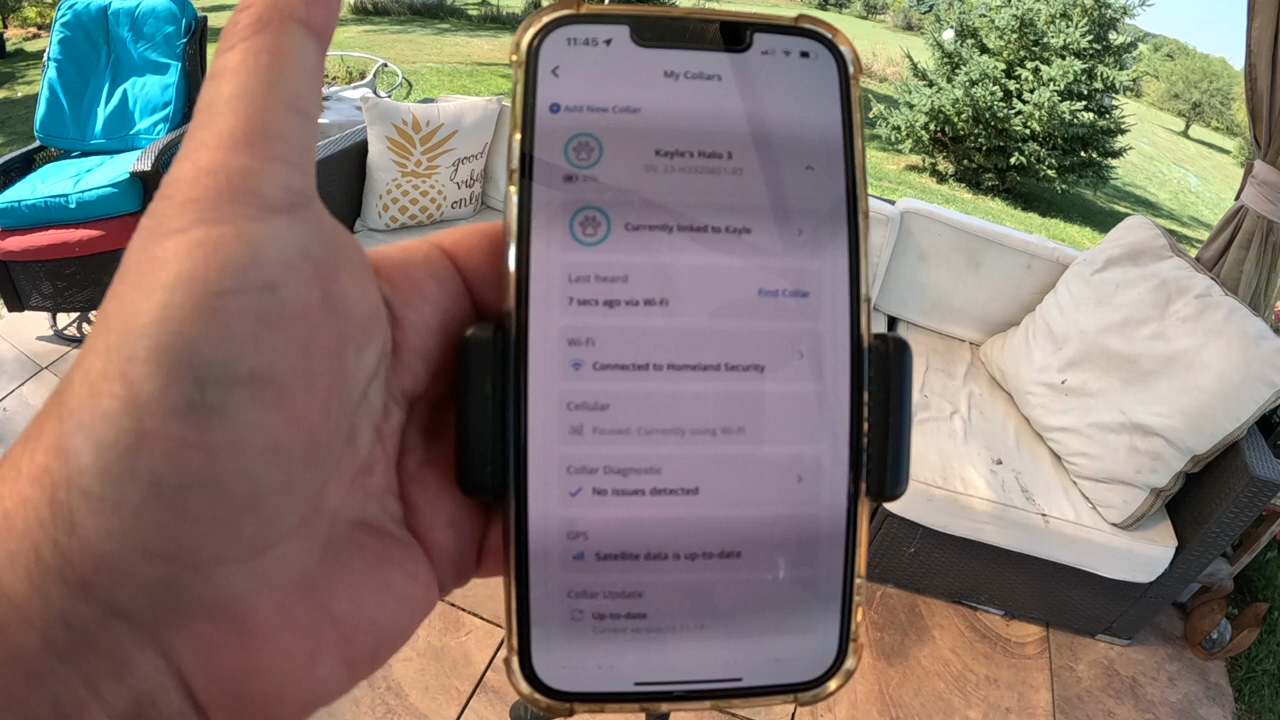 11:45
My Collars
Add New Collar
good
vibes
only
Kayle's Halo 3
Currently linked to Kayle
Last heard
7 secs ago via Wi-Fi
Find Collar
Wi-Fi
Connected to Homeland Security
Cellular
Paused. Currently using Wi-Fi
Collar Diagnostic
No issues detected
GPS
Satellite data is up-to-date
Collar Update
Up-to-date
Current version